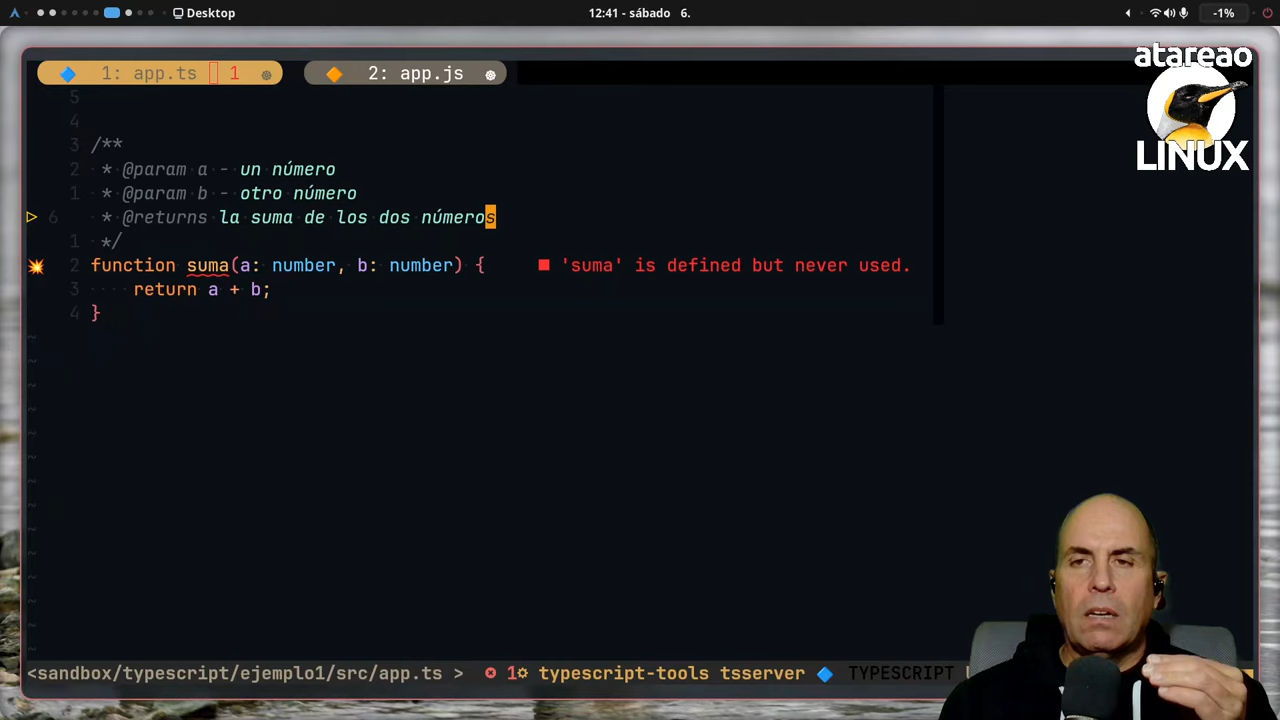 Desktop
12:41 - sábado 6.
-1%
atareao
LINUX
1: app.ts 1
2: app.js
5
4
3 /**
2 * @param a - un número
1 * @param b - otro número
6 * @returns la suma de los dos números
1 */
2 function suma(a: number, b: number) { ■ 'suma' is defined but never used.
3 return a + b;
4 }
~
~
~
~
~
~
~
~
~
~
~
~
~
~
<sandbox/typescript/ejemplo1/src/app.ts > 1 typescript-tools tsserver TYPESCRIPT